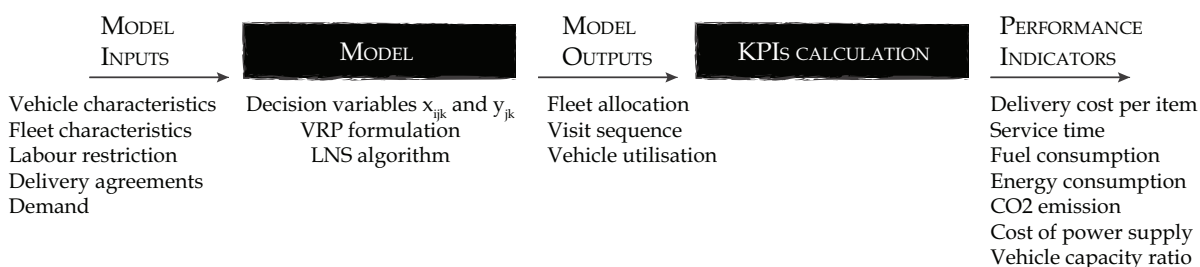 MODEL
INPUTS
Vehicle characteristics
Fleet characteristics
Labour restriction
Delivery agreements
Demand
MODEL
Decision variables x_ijk and y_jk
VRP formulation
LNS algorithm
MODEL
OUTPUTS
Fleet allocation
Visit sequence
Vehicle utilisation
KPIS CALCULATION
PERFORMANCE
INDICATORS
Delivery cost per item
Service time
Fuel consumption
Energy consumption
CO2 emission
Cost of power supply
Vehicle capacity ratio